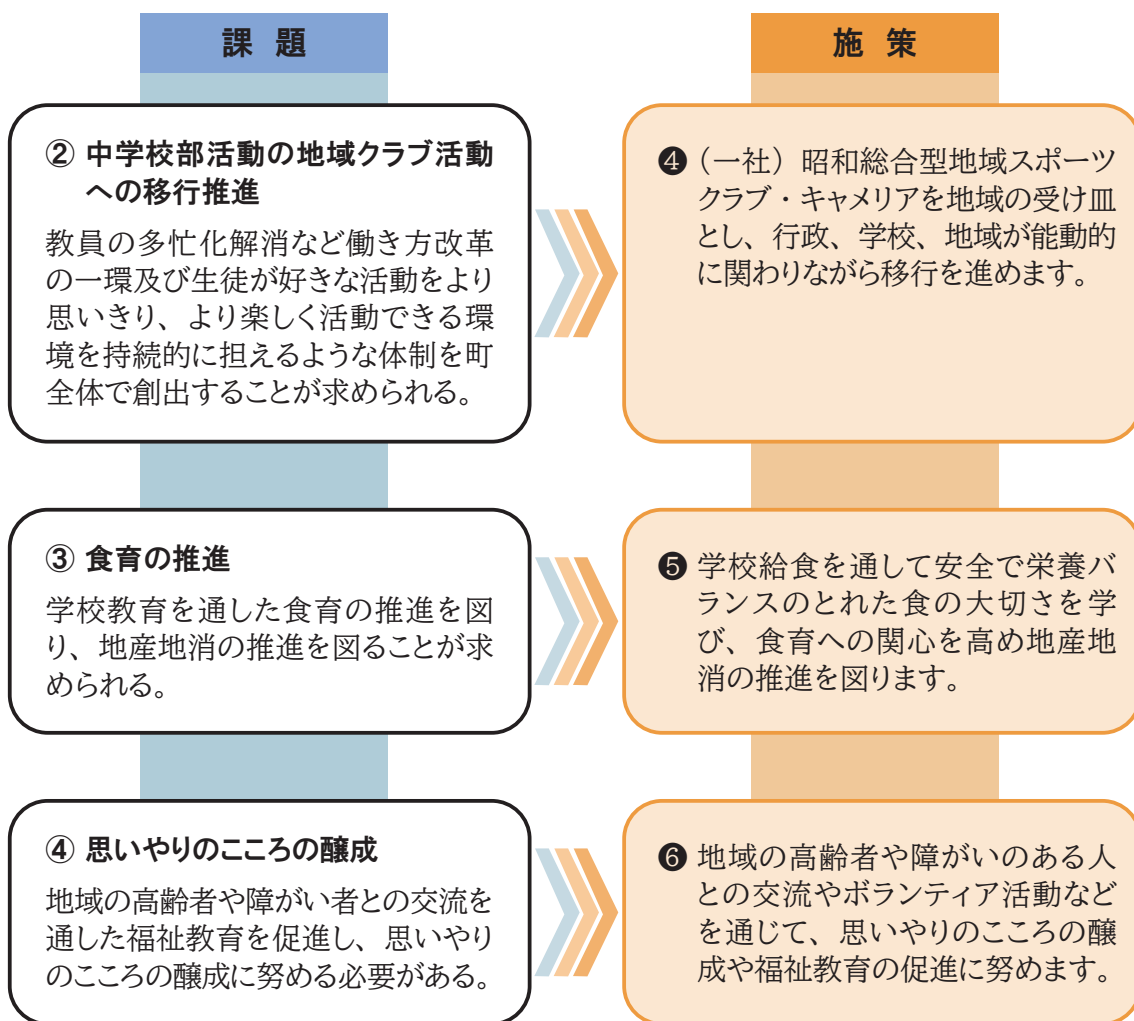 課題
施策
② 中学校部活動の地域クラブ活動
への移行推進
教員の多忙化解消など働き方改革
の一環及び生徒が好きな活動をより
思いきり、より楽しく活動できる環
境を持続的に担えるような体制を町
全体で創出することが求められる。
❹（一社）昭和総合型地域スポーツ
クラブ・キャメリアを地域の受け皿
とし、行政、学校、地域が能動的
に関わりながら移行を進めます。
③ 食育の推進
学校教育を通した食育の推進を図
り、地産地消の推進を図ることが求
められる。
❺ 学校給食を通して安全で栄養バ
ランスのとれた食の大切さを学
び、食育への関心を高め地産地
消の推進を図ります。
④ 思いやりのこころの醸成
地域の高齢者や障がい者との交流を
通した福祉教育を促進し、思いやり
のこころの醸成に努める必要がある。
❻ 地域の高齢者や障がいのある人
との交流やボランティア活動など
を通じて、思いやりのこころの醸
成や福祉教育の促進に努めます。